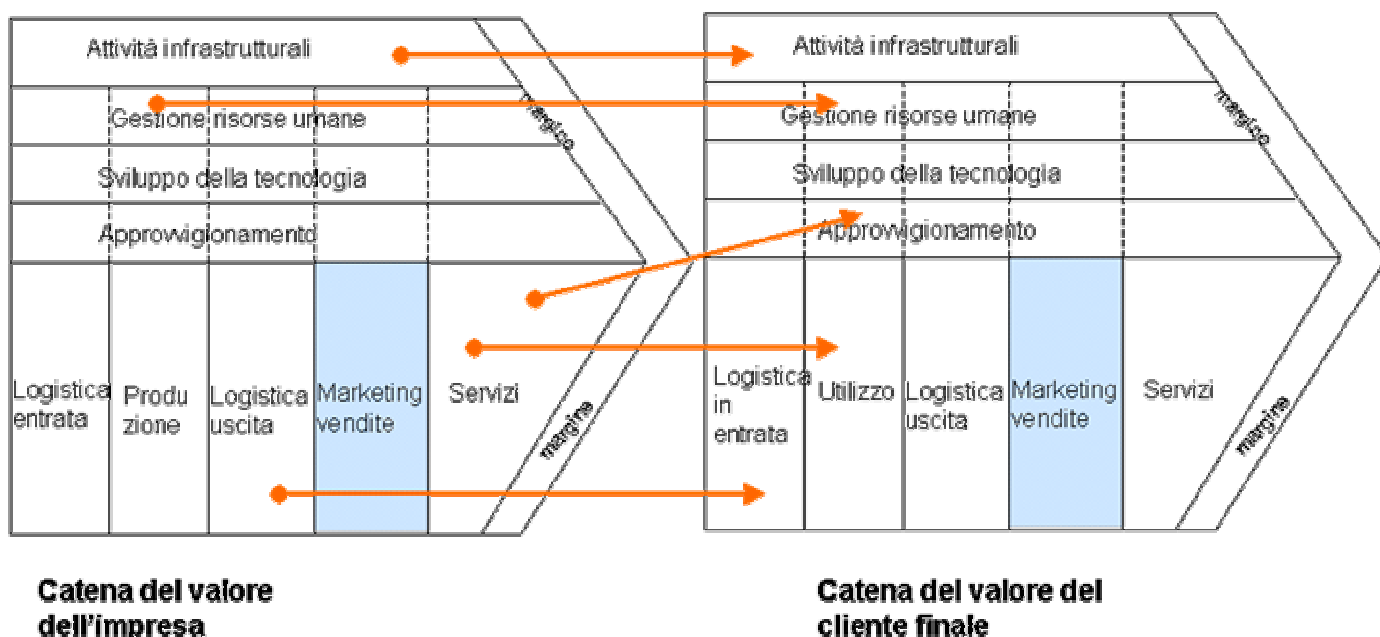 Attività infrastrutturali
Gestione risorse umane
Sviluppo della tecnologia
Approvvigionamento
margine
Logistica
entrata
Produ
zione
Logistica
uscita
Marketing
vendite
Servizi
margine
Catena del valore
dell'impresa
Attività infrastrutturali
Gestione risorse umane
Sviluppo della tecnologia
Approvvigionamento
margine
Logistica
in
entrata
Utilizzo
Logistica
uscita
Marketing
vendite
Servizi
margine
Catena del valore del
cliente finale